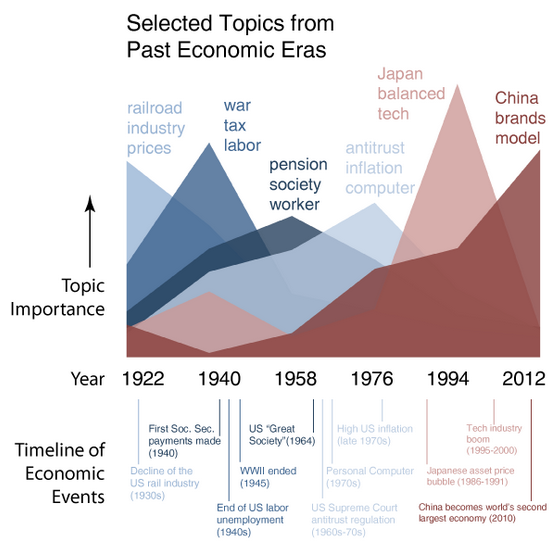 Selected Topics from
Past Economic Eras
railroad
industry
prices
war
tax
labor
pension
society
worker
antitrust
inflation
computer
Japan
balanced
tech
China
brands
model
Topic
Importance
Year
1922
1940
1958
1976
1994
2012
Timeline of
Economic
Events
First Soc. Sec.
payments made
(1940)
US “Great
Society”(1964)
High US inflation
(late 1970s)
Tech industry
boom
(1995-2000)
Decline of the
US rail industry
(1930s)
WWII ended
(1945)
Personal Computer
(1970s)
Japanese asset price
bubble (1986-1991)
End of US labor
unemployment
(1940s)
US Supreme Court
antitrust regulation
(1960s-70s)
China becomes world's second
largest economy (2010)